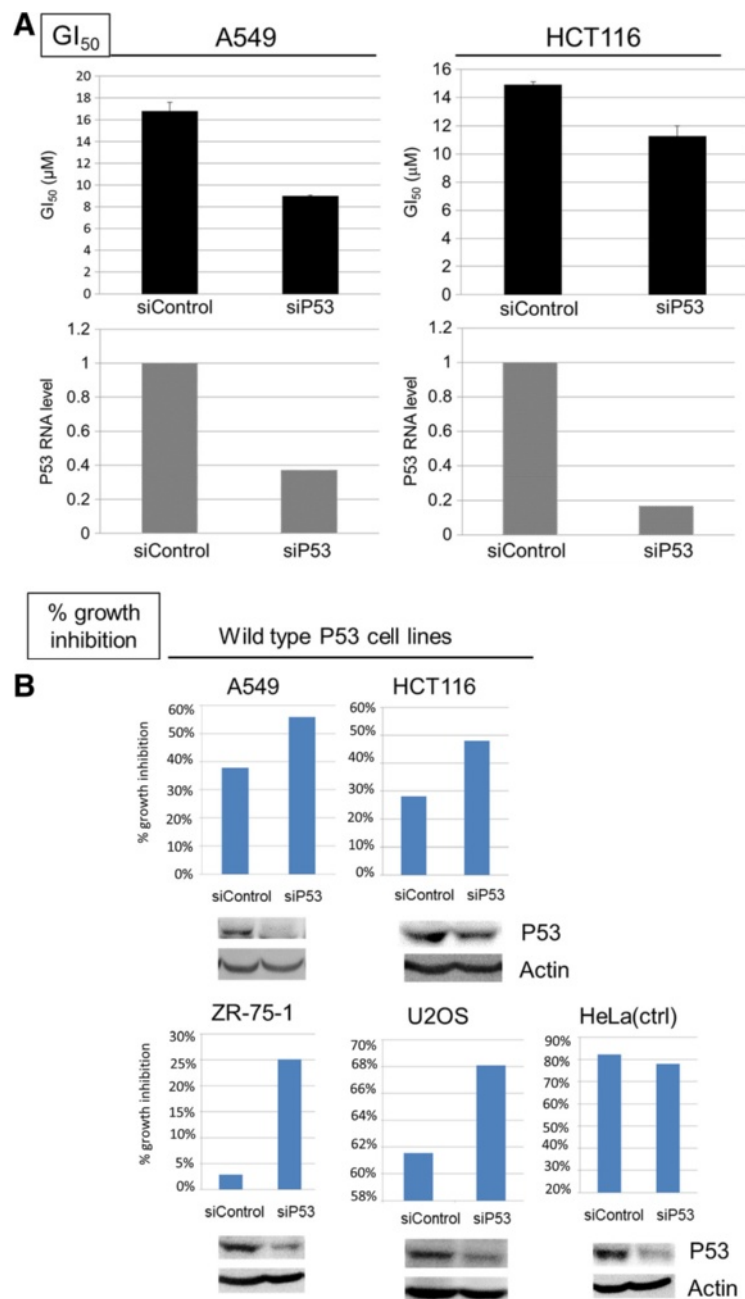 A GI50 A549 HCT116
20
18
16
14
12
10
8
6
4
2
0
GI50 (µM)
siControl siP53
16
14
12
10
8
6
4
2
0
GI50 (µM)
siControl siP53
1.2
1
0.8
0.6
0.4
0.2
0
P53 RNA level
siControl siP53
1.2
1
0.8
0.6
0.4
0.2
0
P53 RNA level
siControl siP53
% growth
inhibition
Wild type P53 cell lines
B
A549
60%
50%
40%
30%
20%
10%
0%
% growth inhibition
siControl siP53
HCT116
60%
50%
40%
30%
20%
10%
0%
siControl siP53
P53
Actin
ZR-75-1
30%
25%
20%
15%
10%
5%
0%
% growth inhibition
siControl siP53
U2OS
70%
68%
66%
64%
62%
60%
58%
siControl siP53
HeLa(ctrl)
90%
80%
70%
60%
50%
40%
30%
20%
siControl siP53
P53
Actin